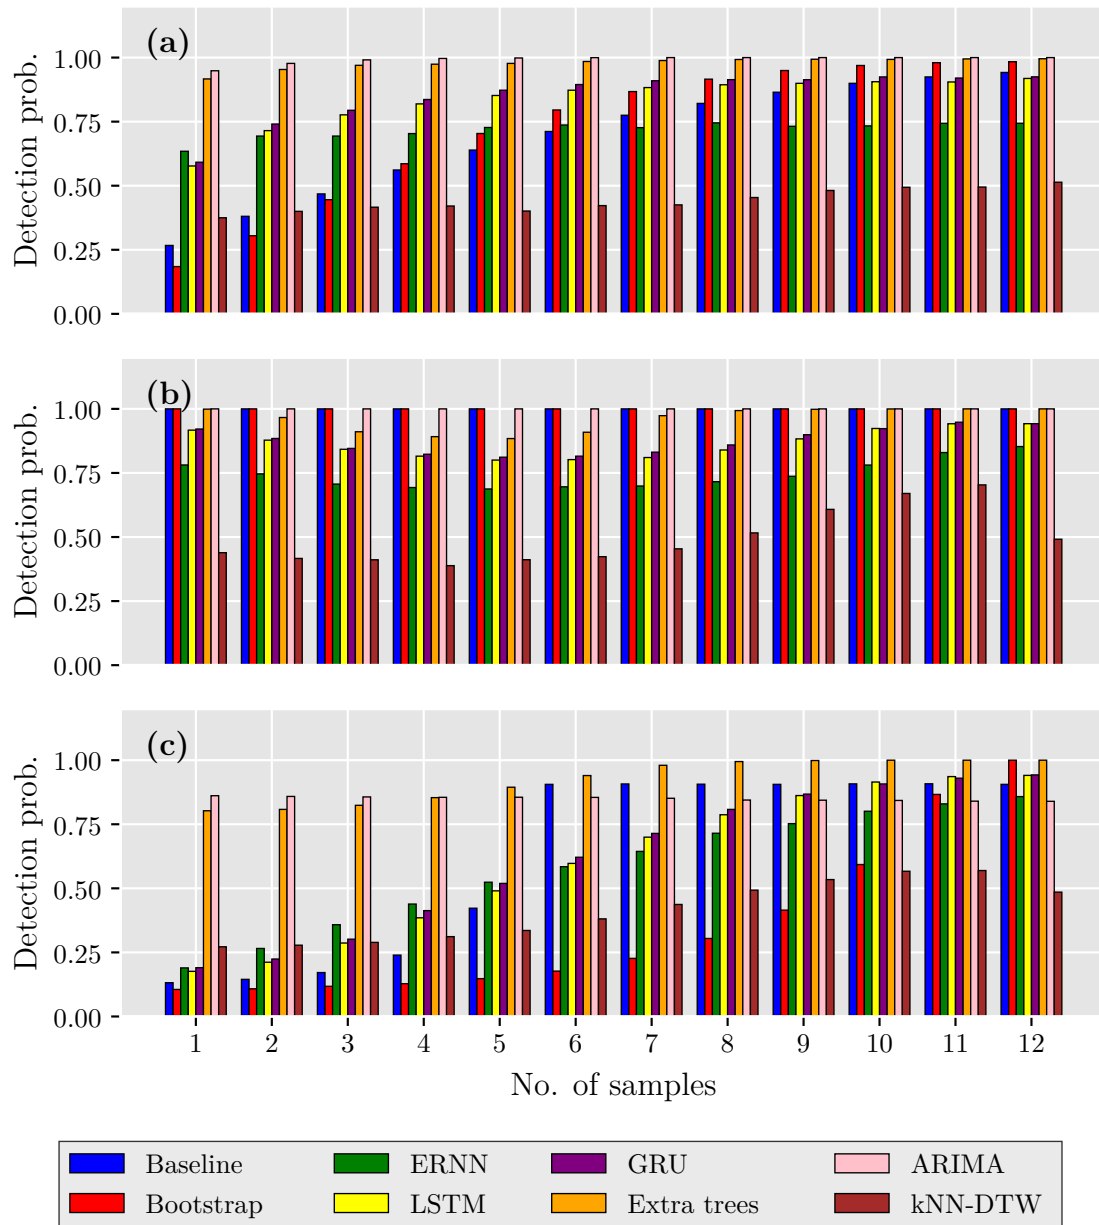 (a)
1.00
0.75
0.50
0.25
0.00
Detection prob.
(b)
1.00
0.75
0.50
0.25
0.00
Detection prob.
(c)
1.00
0.75
0.50
0.25
0.00
Detection prob.
1 2 3 4 5 6 7 8 9 10 11 12
No. of samples
Baseline ERNN GRU ARIMA
Bootstrap LSTM Extra trees kNN-DTW